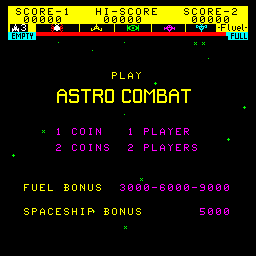 SCORE-1 HI-SCORE SCORE-2
00000 00000 00000
3 -Fuel-
EMPTY FULL
PLAY
ASTRO COMBAT
1 COIN 1 PLAYER
2 COINS 2 PLAYERS
FUEL BONUS 3000-6000-9000
SPACESHIP BONUS 5000